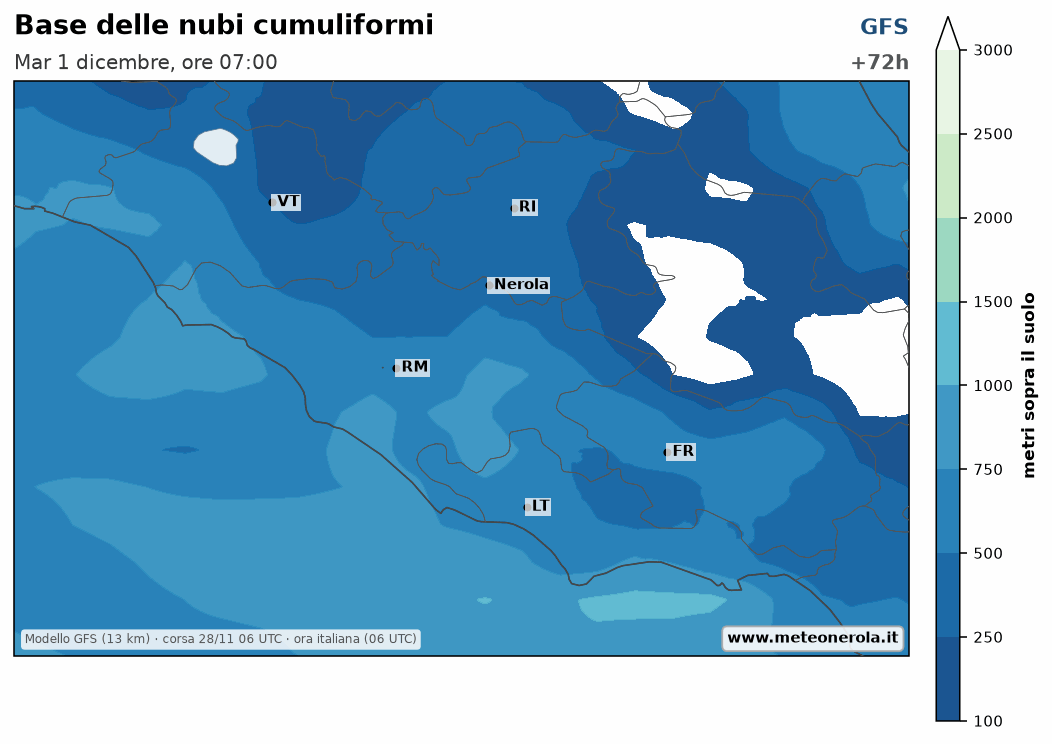 Base delle nubi cumuliformi
GFS
Mar 1 dicembre, ore 07:00
+72h
3000
2500
2000
1500
1000
750
500
250
100
metri sopra il suolo
VT
RI
Nerola
RM
FR
LT
Modello GFS (13 km) · corsa 28/11 06 UTC · ora italiana (06 UTC)
www.meteonerola.it